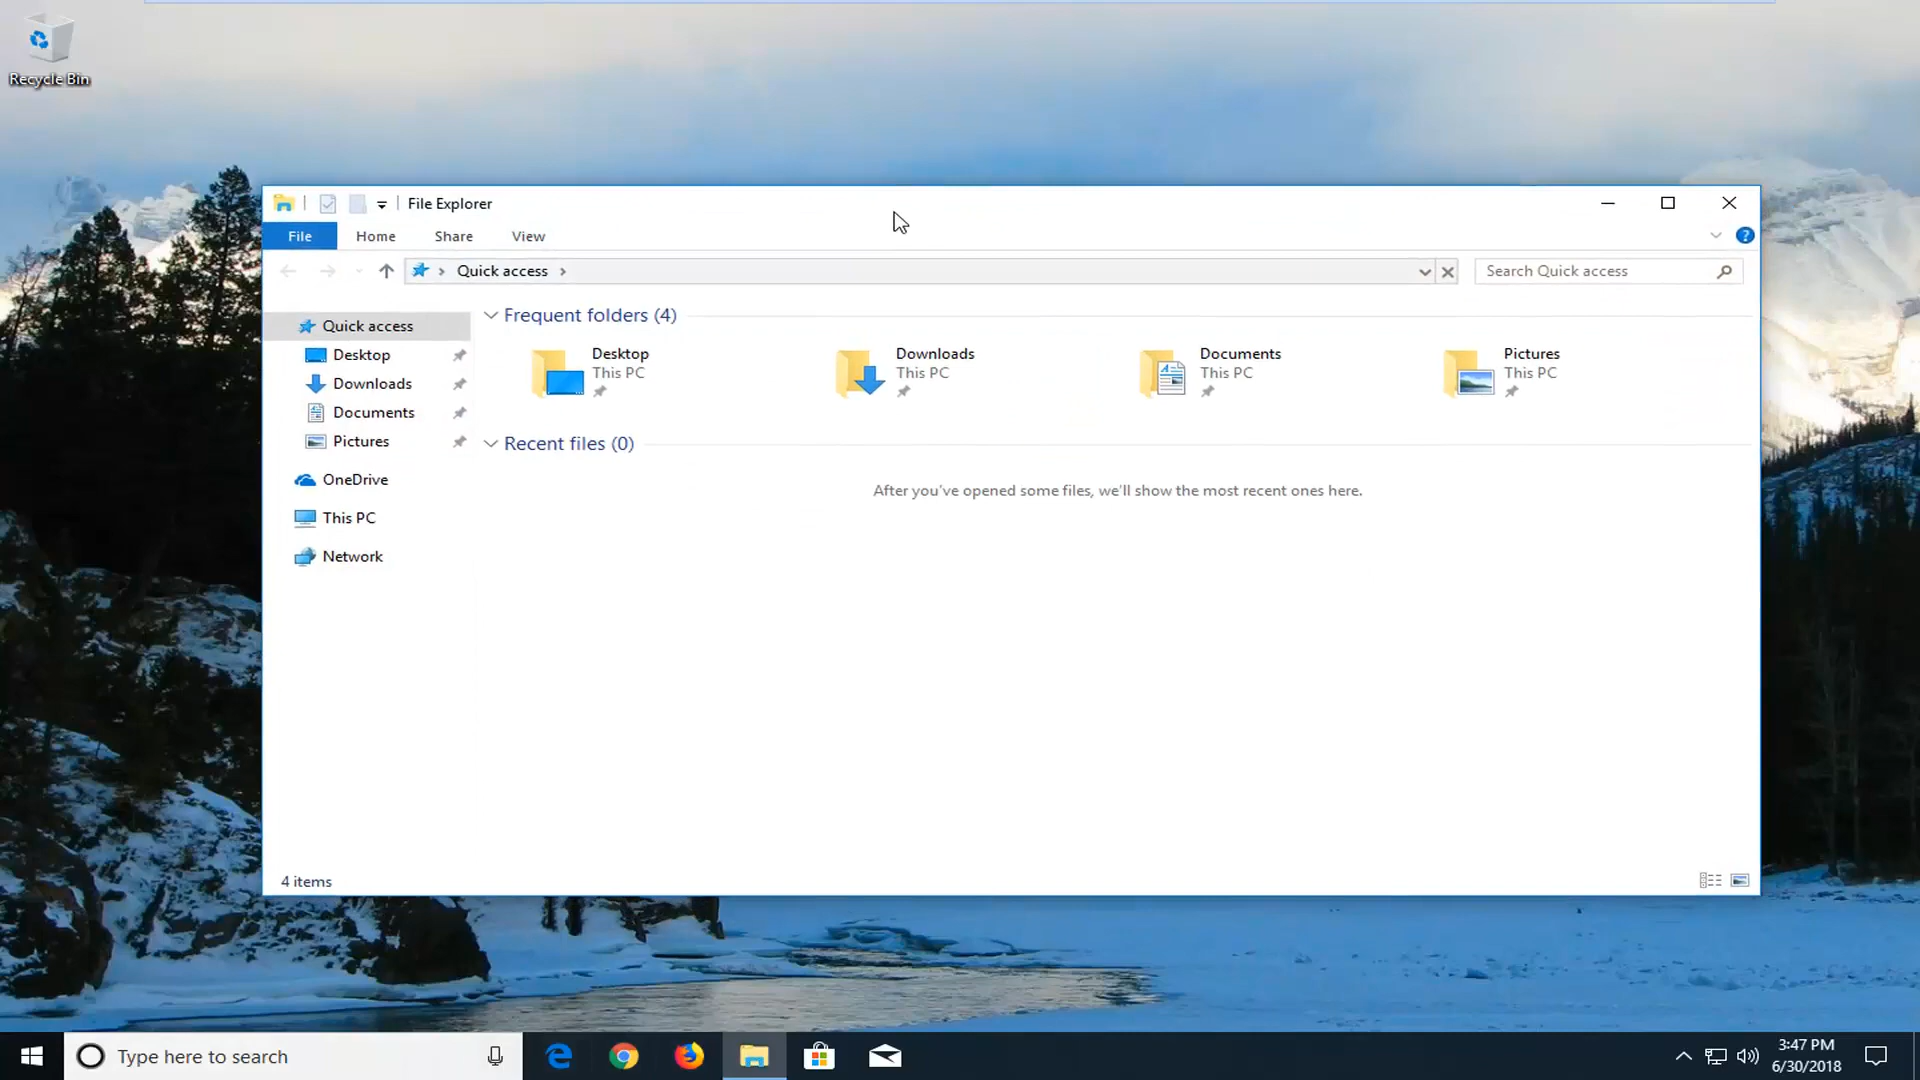 Recycle Bin
File Explorer
File Home Share View
Quick access
Search Quick access
Quick access
Desktop
Downloads
Documents
Pictures
OneDrive
This PC
Network
Frequent folders (4)
Desktop
This PC
Downloads
This PC
Documents
This PC
Pictures
This PC
Recent files (0)
After you've opened some files, we'll show the most recent ones here.
4 items
Type here to search
3:47 PM
6/30/2018